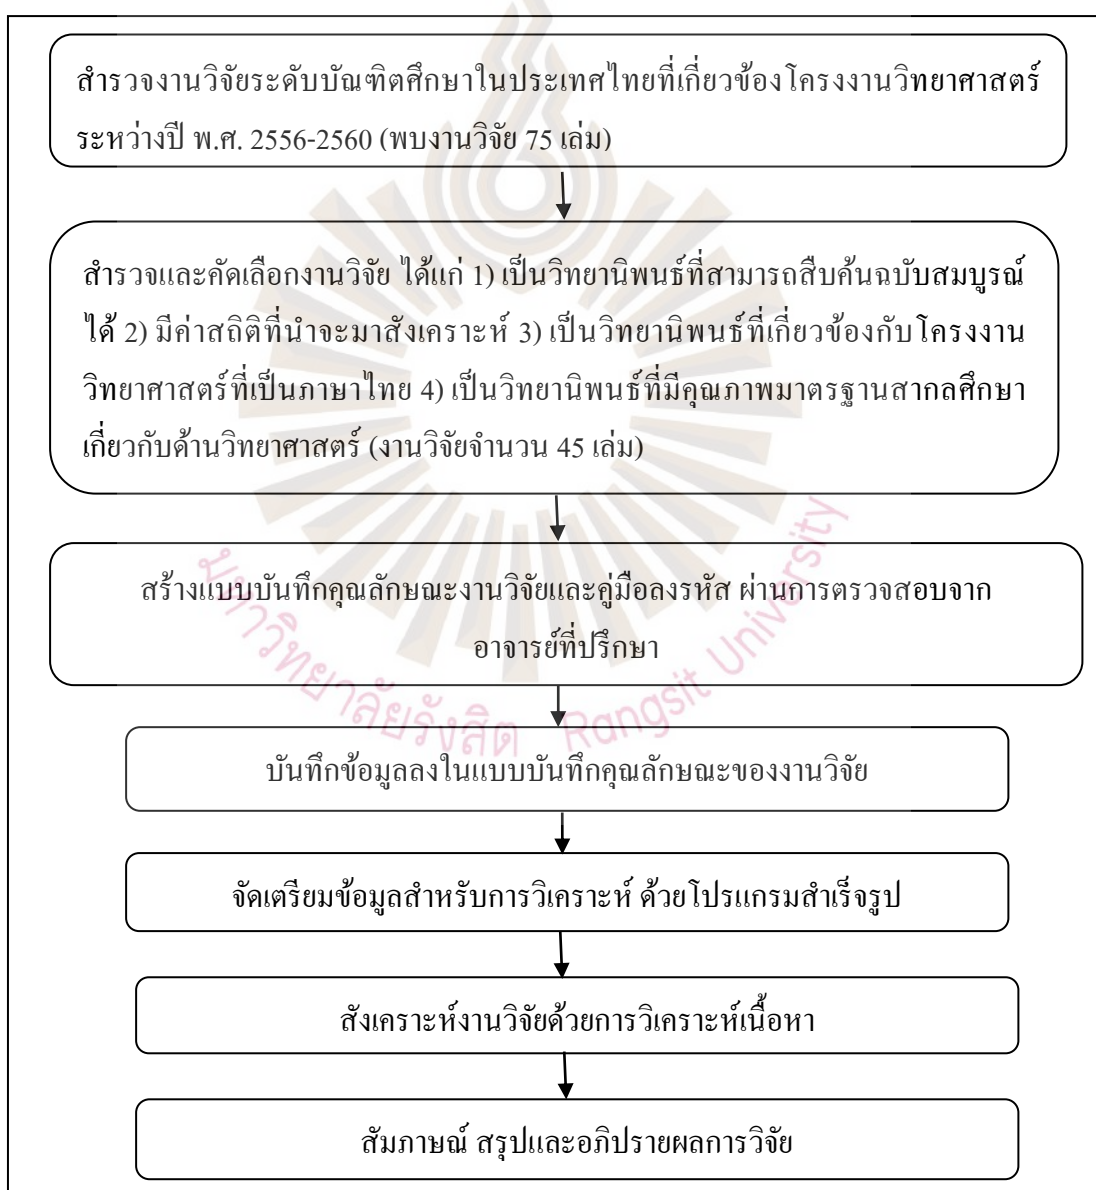 สำรวจงานวิจัยระดับบัณฑิตศึกษาในประเทศไทยที่เกี่ยวข้องโครงงานวิทยาศาสตร์
ระหว่างปี พ.ศ. 2556-2560 (พบงานวิจัย 75 เล่ม)
สำรวจและคัดเลือกงานวิจัย ได้แก่ 1) เป็นวิทยานิพนธ์ที่สามารถสืบค้นฉบับสมบูรณ์
ได้ 2) มีค่าสถิติที่นำจะมาสังเคราะห์ 3) เป็นวิทยานิพนธ์ที่เกี่ยวข้องกับโครงงาน
วิทยาศาสตร์ที่เป็นภาษาไทย 4) เป็นวิทยานิพนธ์ที่มีคุณภาพมาตรฐานสากลศึกษา
เกี่ยวกับด้านวิทยาศาสตร์ (งานวิจัยจำนวน 45 เล่ม)
สร้างแบบบันทึกคุณลักษณะงานวิจัยและคู่มือลงรหัส ผ่านการตรวจสอบจาก
อาจารย์ที่ปรึกษา
มหาวิทยาลัยรังสิต Rangsit University
บันทึกข้อมูลลงในแบบบันทึกคุณลักษณะของงานวิจัย
จัดเตรียมข้อมูลสำหรับการวิเคราะห์ ด้วยโปรแกรมสำเร็จรูป
สังเคราะห์งานวิจัยด้วยการวิเคราะห์เนื้อหา
สัมภาษณ์ สรุปและอภิปรายผลการวิจัย